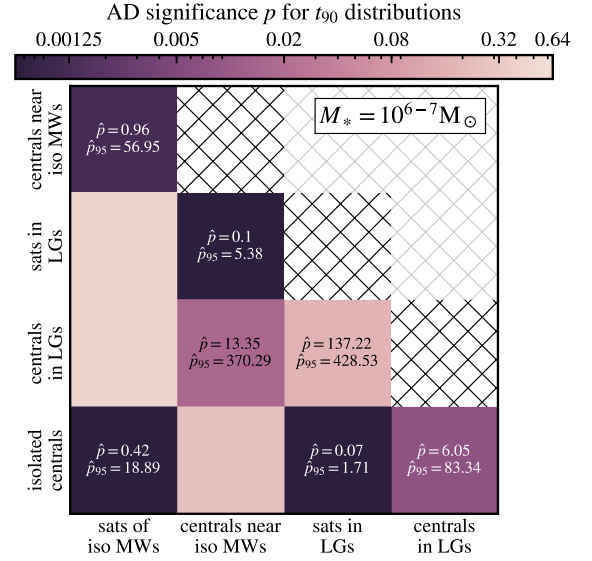 AD significance p for t₉₀ distributions
0.00125 0.005 0.02 0.08 0.32 0.64
M* = 10⁶⁻⁷M⊙
centrals near
iso MWs
p̂ = 0.96
p̂₉₅ = 56.95
sats in
LGs
p̂ = 0.1
p̂₉₅ = 5.38
centrals
in LGs
p̂ = 13.35
p̂₉₅ = 370.29
p̂ = 137.22
p̂₉₅ = 428.53
isolated
centrals
p̂ = 0.42
p̂₉₅ = 18.89
p̂ = 0.07
p̂₉₅ = 1.71
p̂ = 6.05
p̂₉₅ = 83.34
sats of
iso MWs
centrals near
iso MWs
sats in
LGs
centrals
in LGs